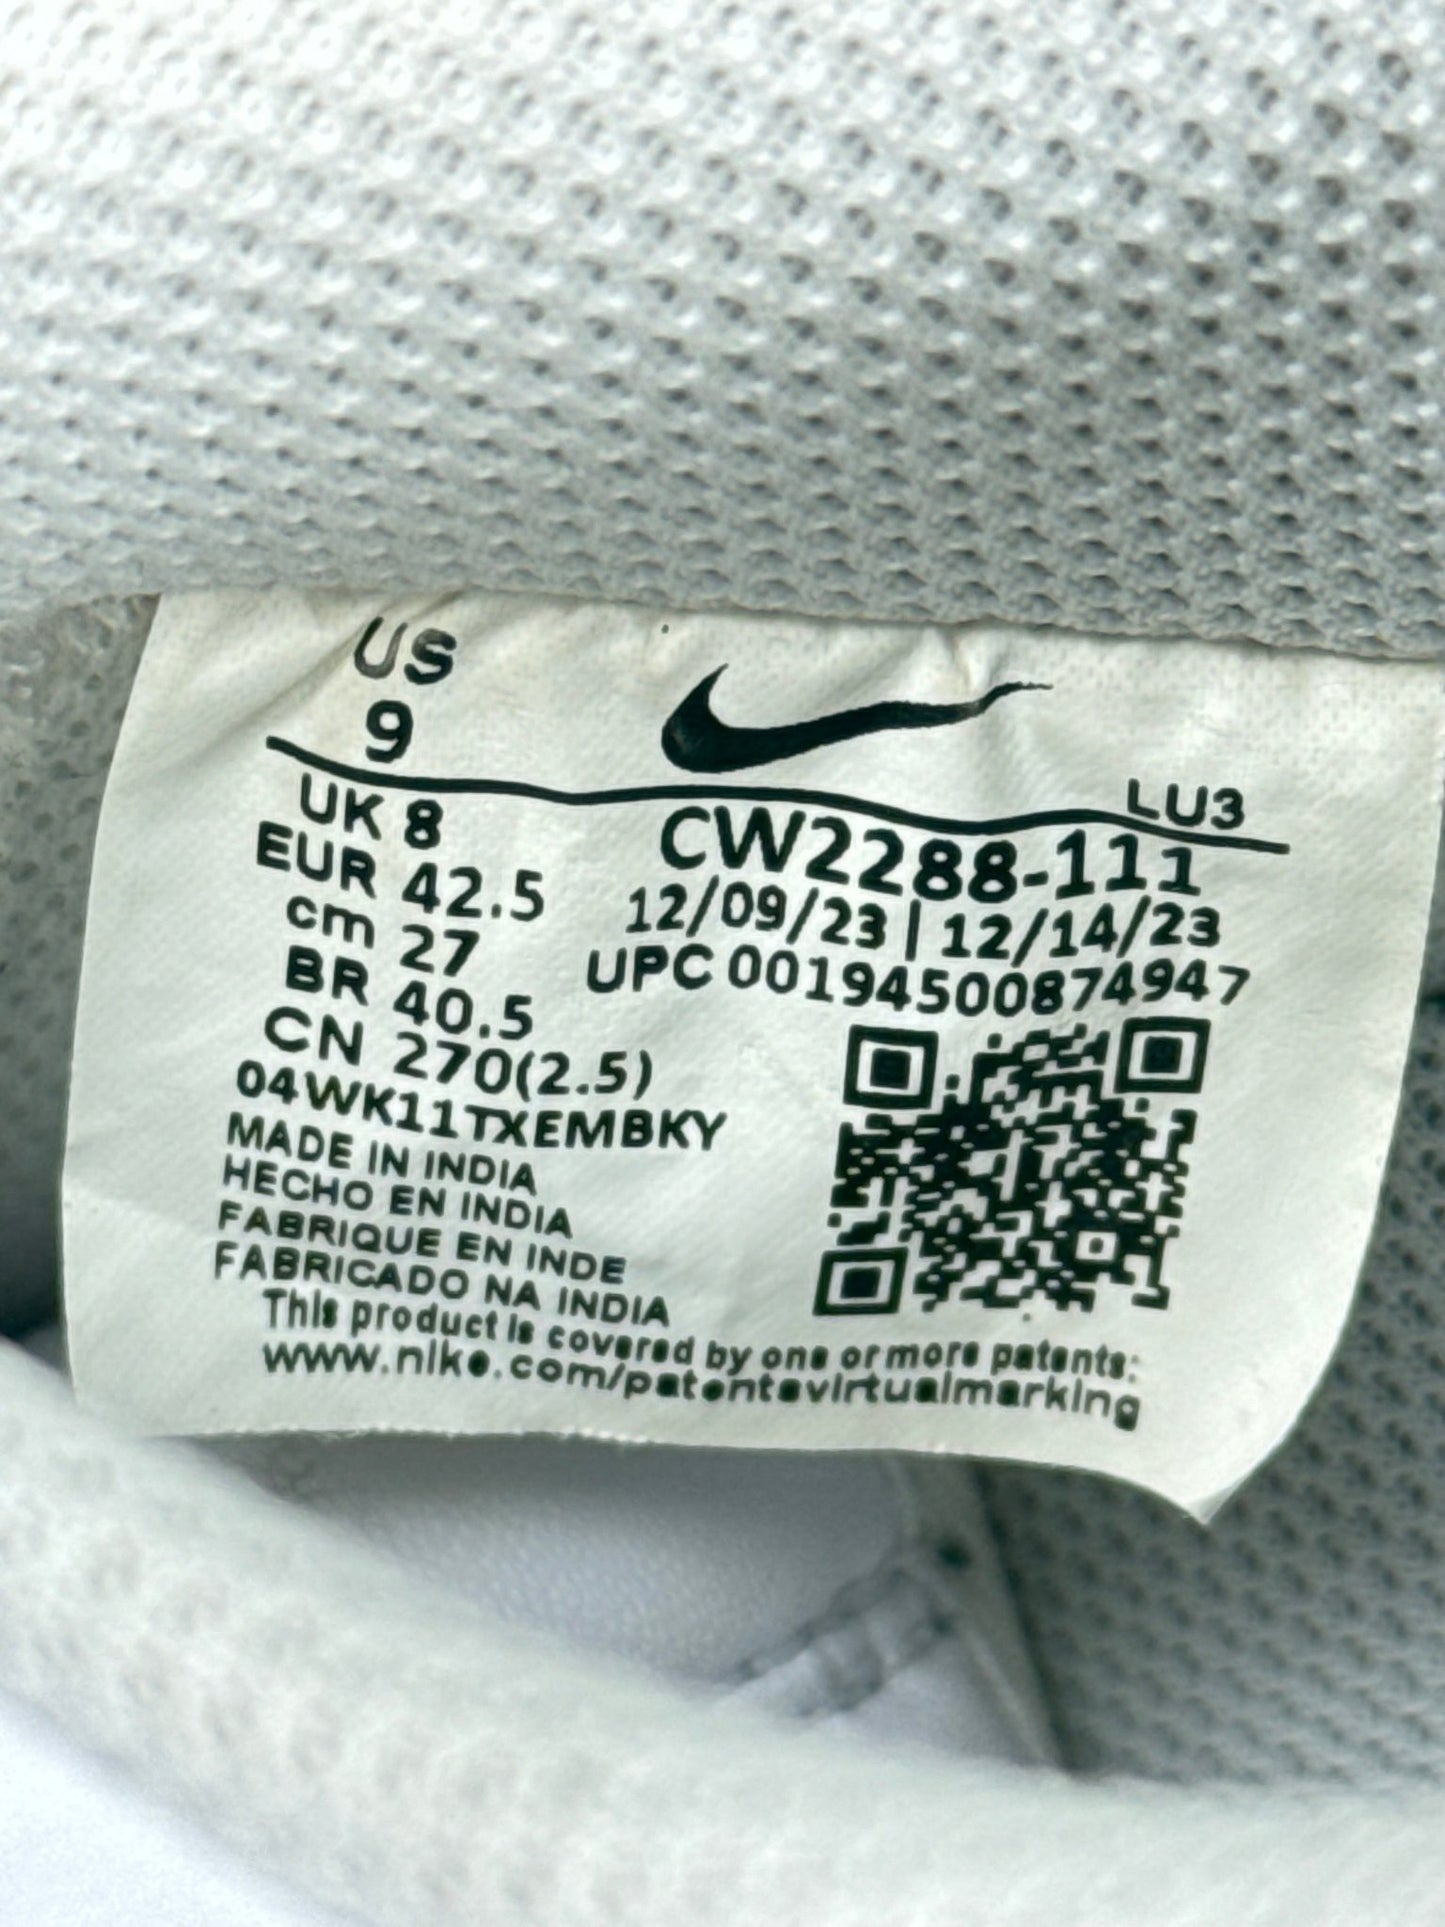 US
9
LU3
UK 8
EUR 42.5
cm 27
BR 40.5
CN 270(2.5)
CW2288-111
12/09/23 | 12/14/23
UPC 00194500874947
04WK11TXEMBKY
MADE IN INDIA
HECHO EN INDIA
FABRIQUE EN INDE
FABRICADO NA INDIA
This product is covered by one or more patents:
www.nike.com/patentsvirtualmarking